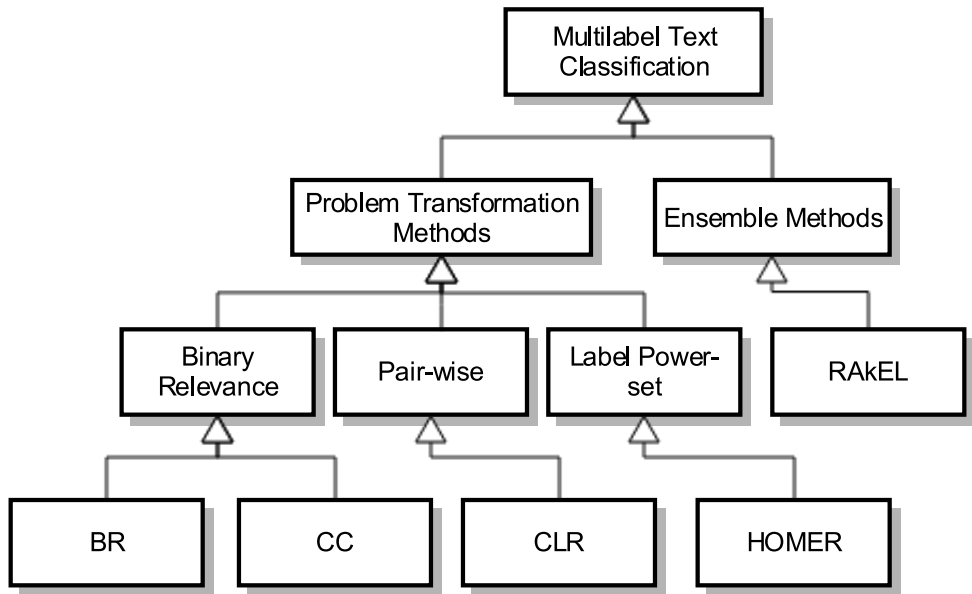 Multilabel Text
Classification
Problem Transformation
Methods
Ensemble Methods
Binary
Relevance
Pair-wise
Label Power-
set
RAkEL
BR
CC
CLR
HOMER